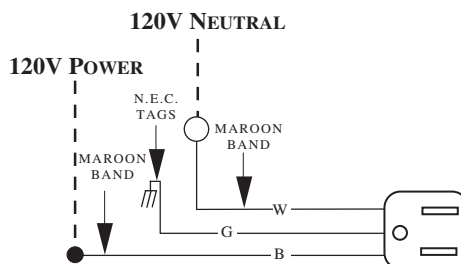 120V NEUTRAL
120V POWER
N.E.C.
TAGS
MAROON
BAND
MAROON
BAND
W
G
B